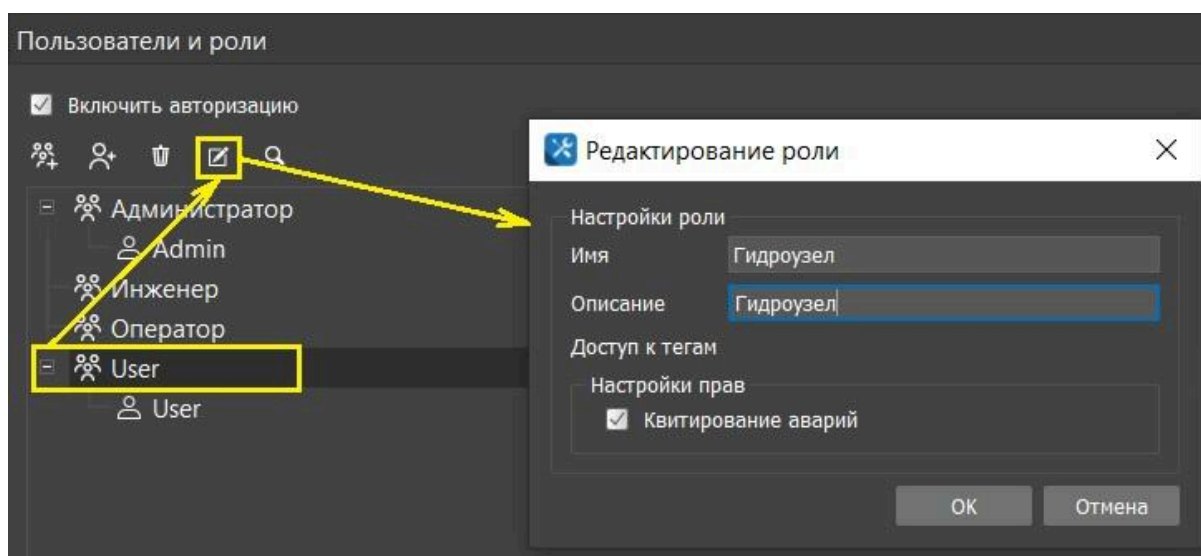 Пользователи и роли
Включить авторизацию
Администратор
Admin
Инженер
Оператор
User
User
Редактирование роли
Настройки роли
Имя
Гидроузел
Описание
Гидроузел
Доступ к тегам
Настройки прав
Квитирование аварий
OK
Отмена